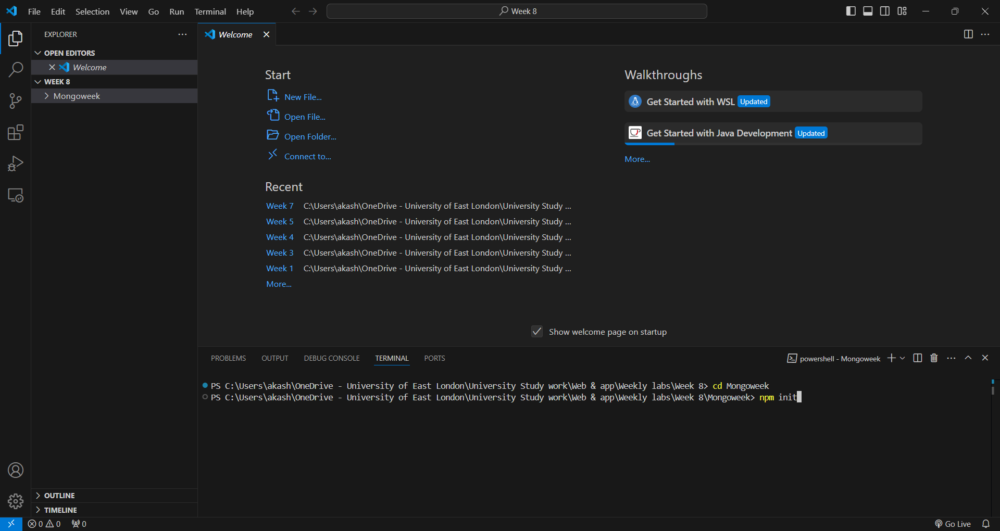 File Edit Selection View Go Run Terminal Help
Week 8
EXPLORER
OPEN EDITORS
Welcome
WEEK 8
Mongoweek
OUTLINE
TIMELINE
Welcome
Start
New File...
Open File...
Open Folder...
Connect to...
Recent
Week 7 C:\Users\akash\OneDrive - University of East London\University Study ...
Week 5 C:\Users\akash\OneDrive - University of East London\University Study ...
Week 4 C:\Users\akash\OneDrive - University of East London\University Study ...
Week 3 C:\Users\akash\OneDrive - University of East London\University Study ...
Week 1 C:\Users\akash\OneDrive - University of East London\University Study ...
More...
Walkthroughs
Get Started with WSL Updated
Get Started with Java Development Updated
More...
Show welcome page on startup
PROBLEMS OUTPUT DEBUG CONSOLE TERMINAL PORTS
powershell - Mongoweek
PS C:\Users\akash\OneDrive - University of East London\University Study work\Web & app\Weekly labs\Week 8> cd Mongoweek
PS C:\Users\akash\OneDrive - University of East London\University Study work\Web & app\Weekly labs\Week 8\Mongoweek> npm init
0 0 0
Go Live